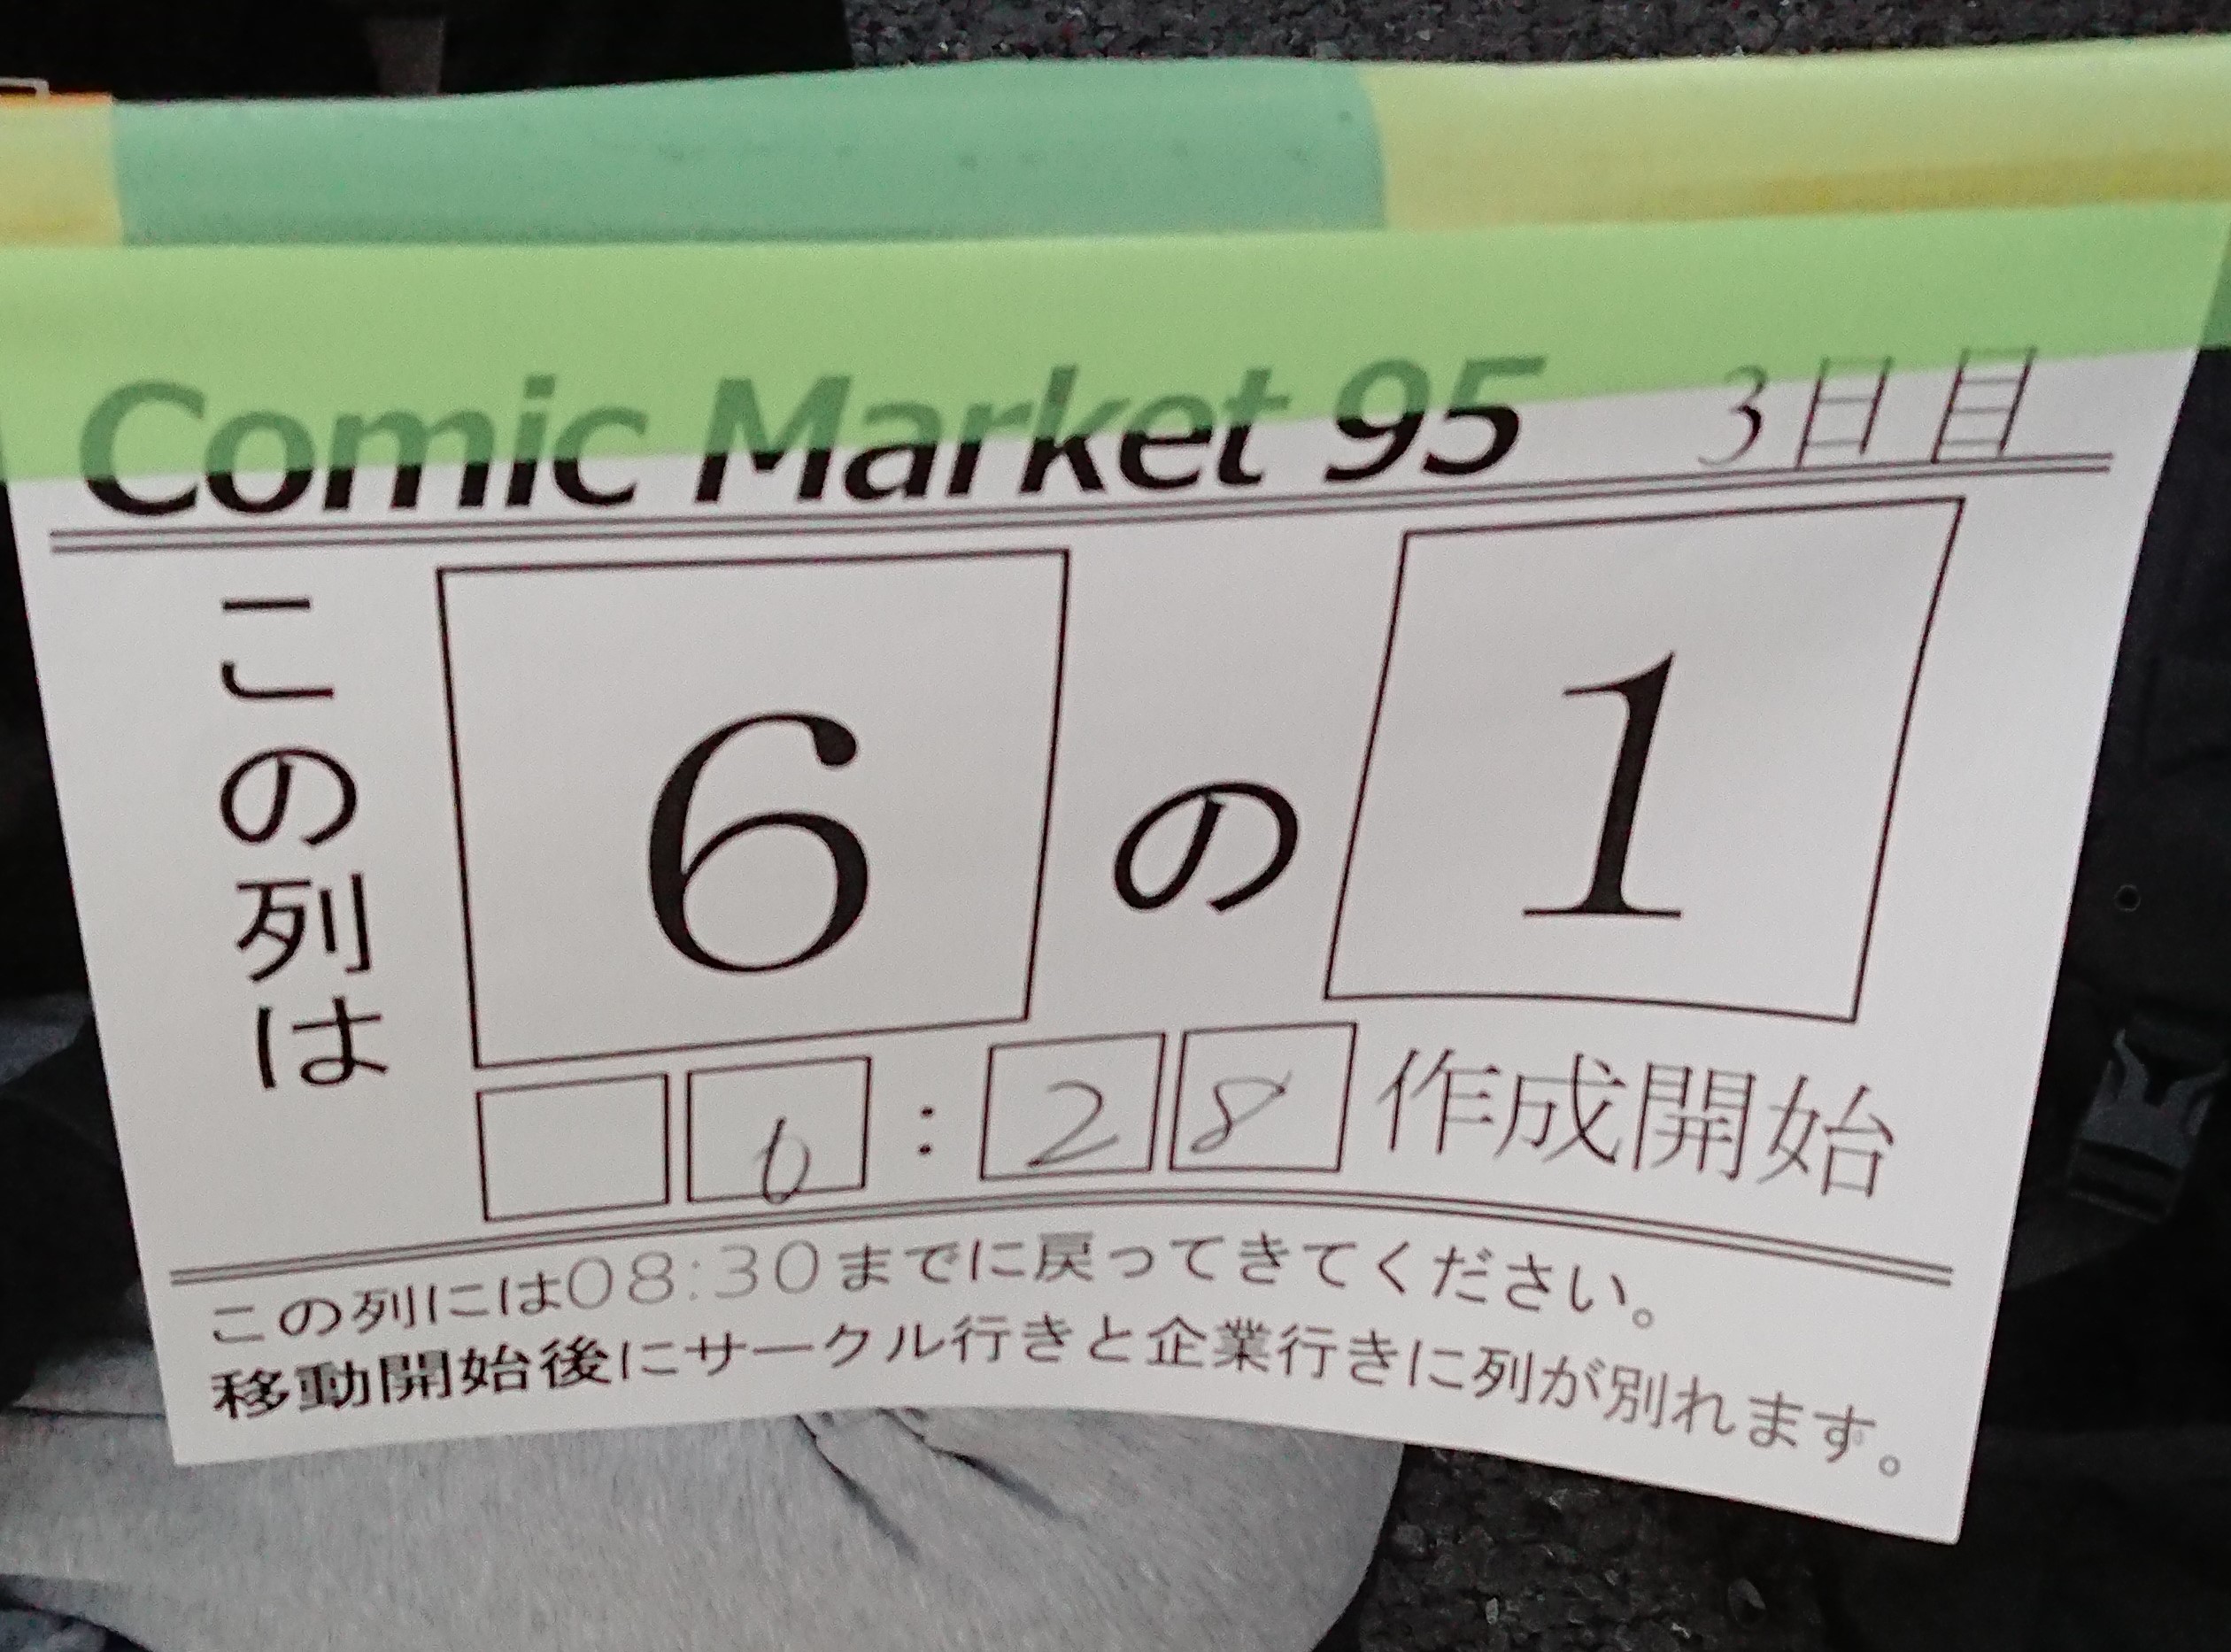 Comic Market 95 3日目
この列は
6の1
6:28作成開始
この列には08:30までに戻ってきてください。
移動開始後にサークル行きと企業行きに列が別れます。